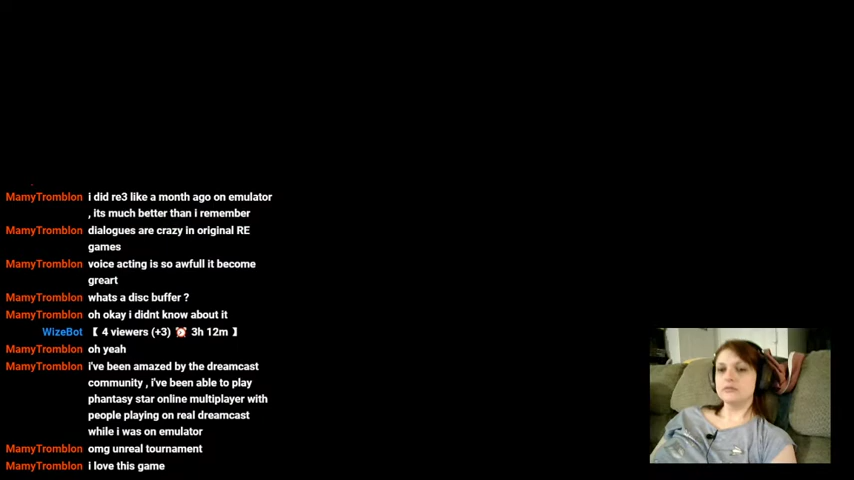 MamyTromblon i did re3 like a month ago on emulator
, its much better than i remember
MamyTromblon dialogues are crazy in original RE
games
MamyTromblon voice acting is so awfull it become
greart
MamyTromblon whats a disc buffer ?
MamyTromblon oh okay i didnt know about it
WizeBot 【 4 viewers (+3) ⏰ 3h 12m 】
MamyTromblon oh yeah
MamyTromblon i've been amazed by the dreamcast
community , i've been able to play
phantasy star online multiplayer with
people playing on real dreamcast
while i was on emulator
MamyTromblon omg unreal tournament
MamyTromblon i love this game